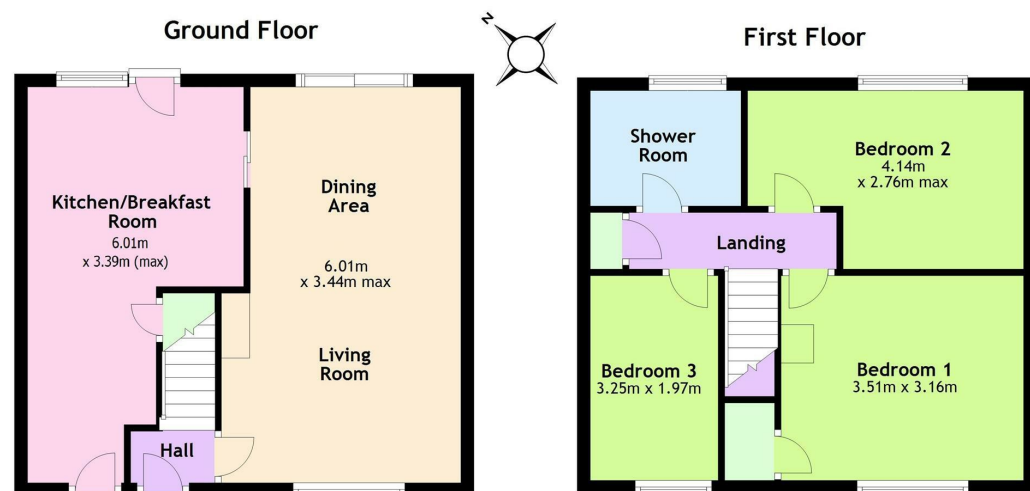 Ground Floor
Kitchen/Breakfast
Room
6.01m
x 3.39m (max)
Dining
Area
6.01m
x 3.44m max
Living
Room
Hall
N
First Floor
Shower
Room
Bedroom 2
4.14m
x 2.76m max
Landing
Bedroom 3
3.25m x 1.97m
Bedroom 1
3.51m x 3.16m